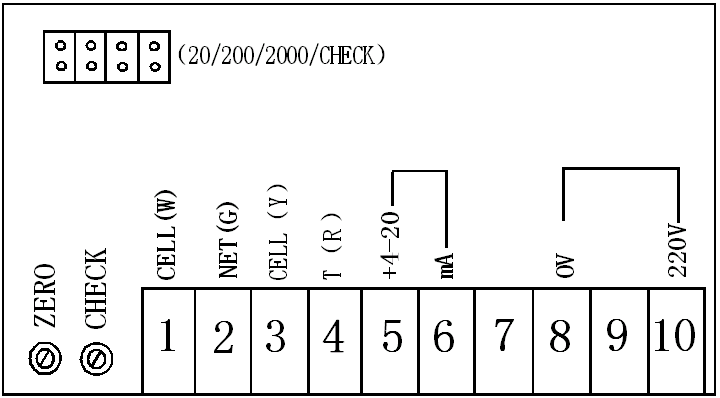 (20/200/2000/CHECK)
ZERO
CHECK
CELL(W)
NET(G)
CELL (Y)
T (R)
+4-20
mA
0V
220V
1 2 3 4 5 6 7 8 9 10